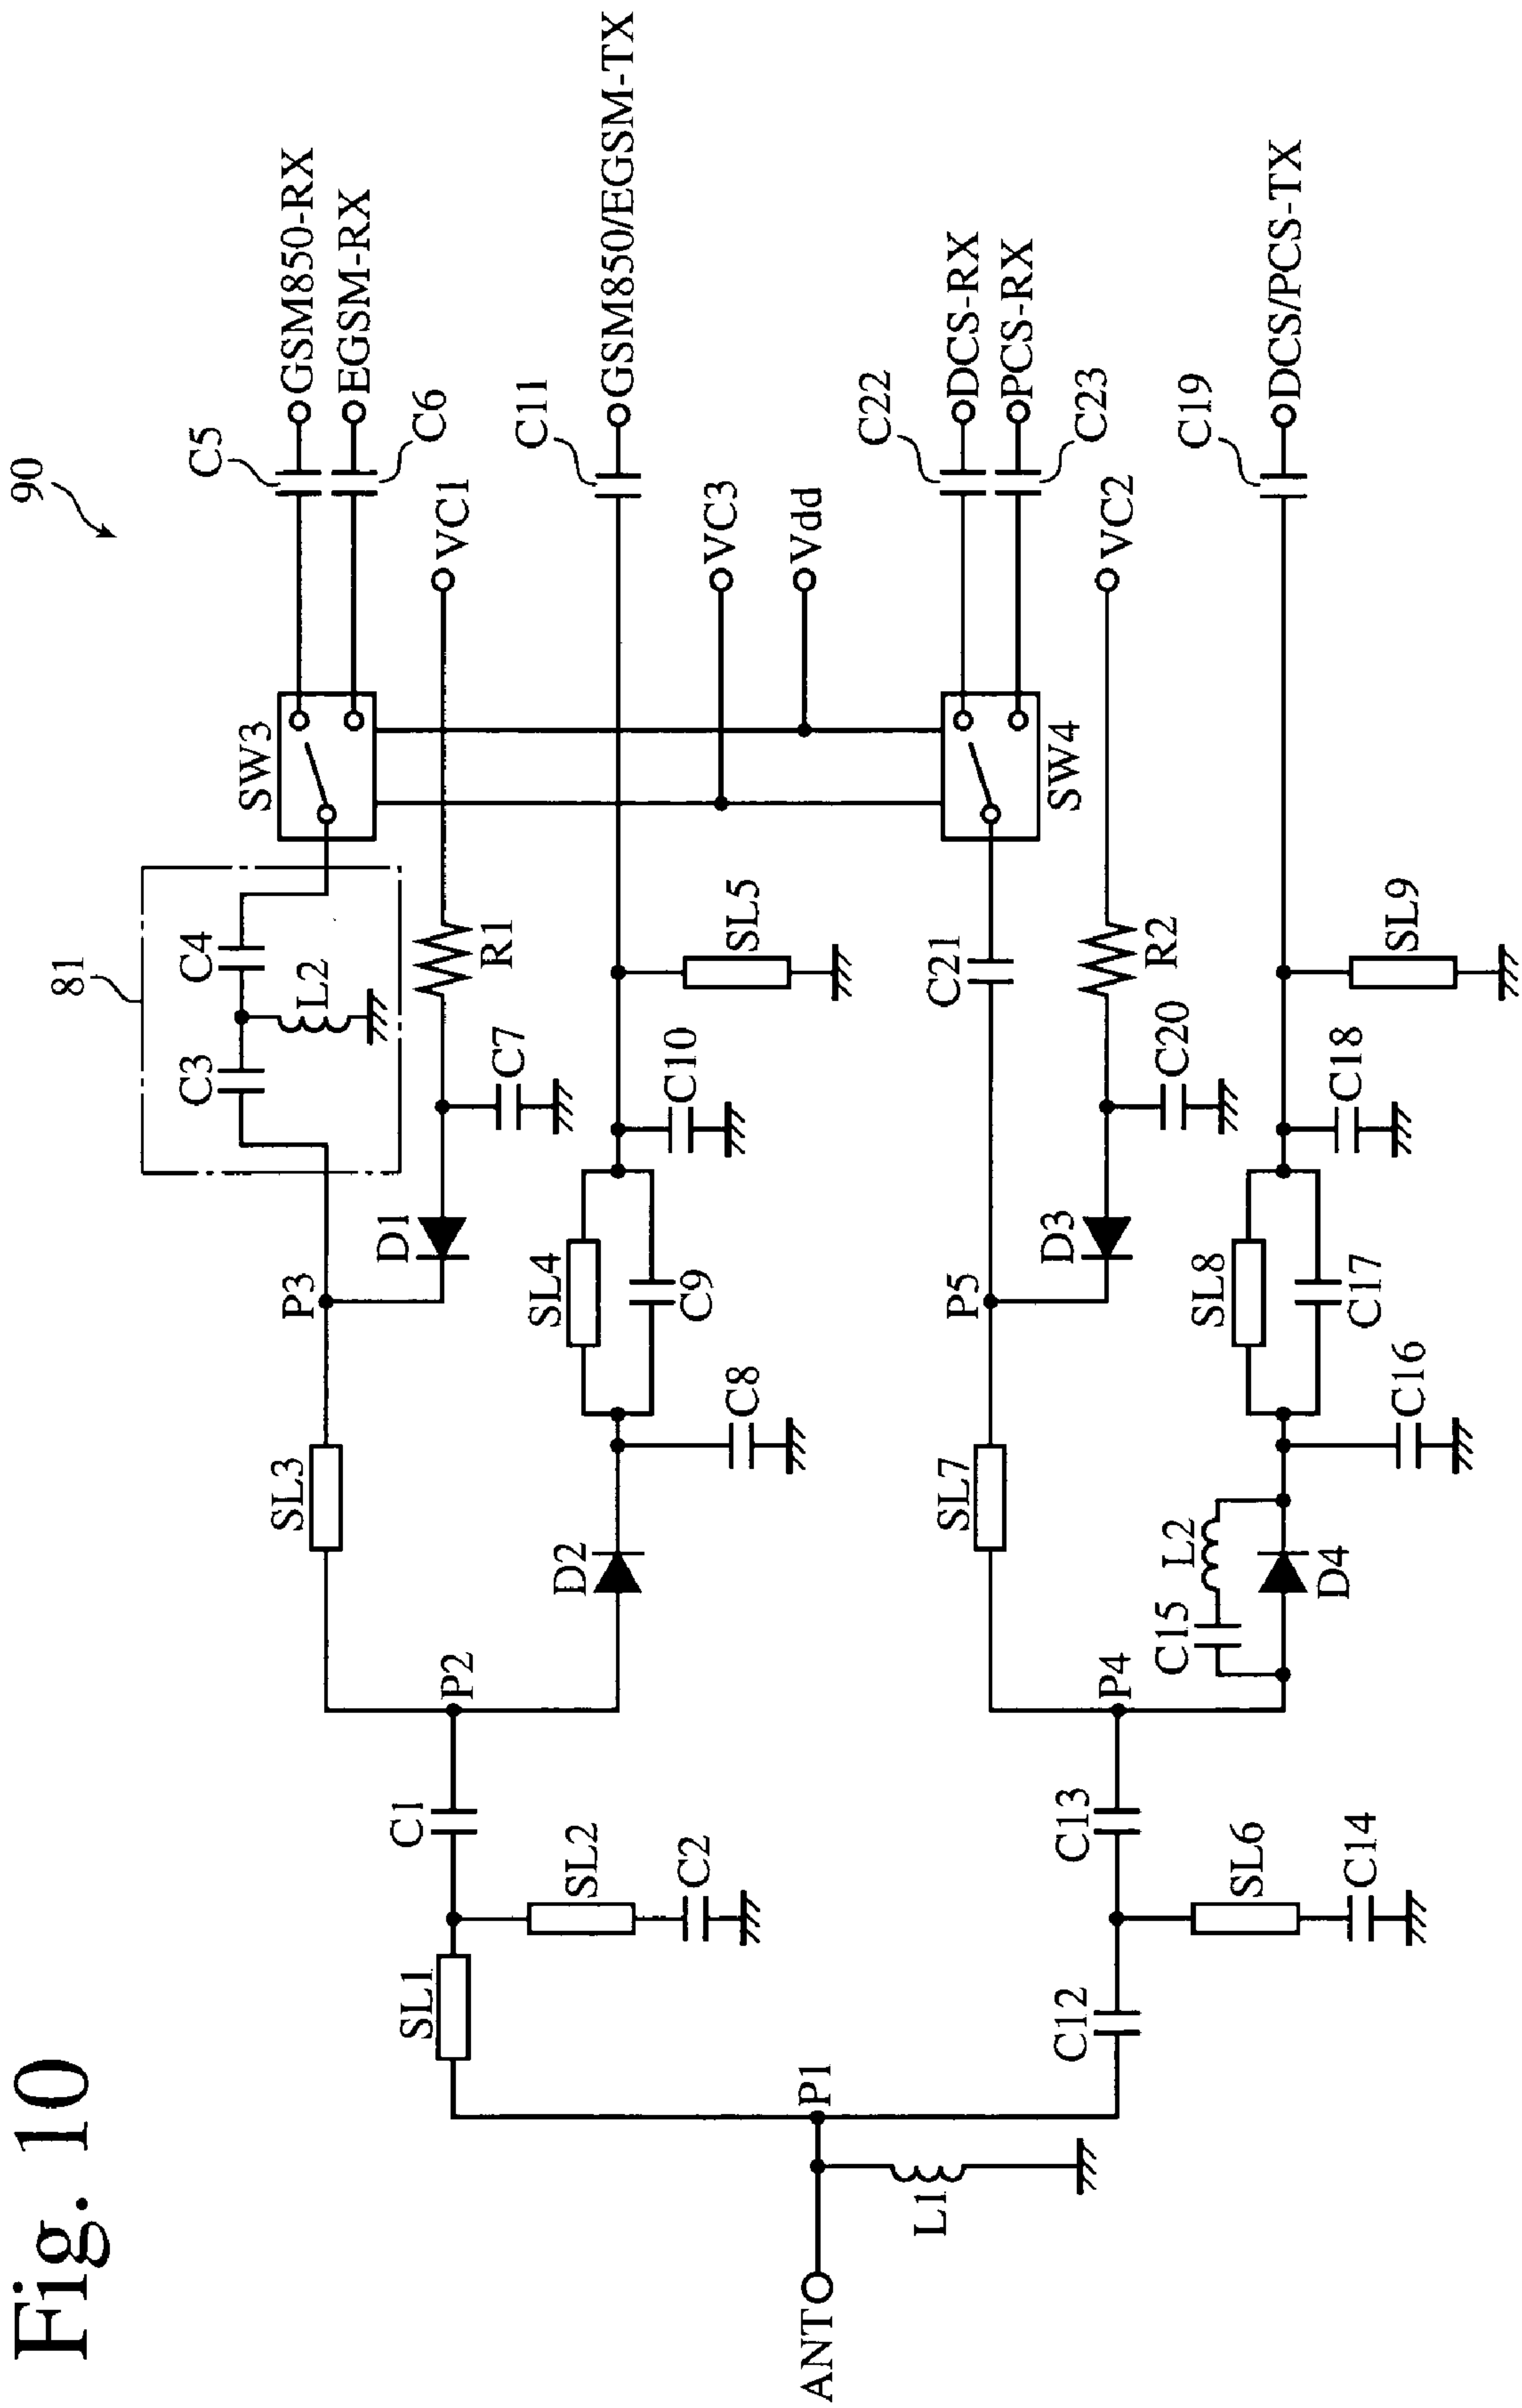 Fig. 10
90
81
C3
C4
L2
SW3
C5
GSM850-RX
EGSM-RX
C6
SL3
P3
D1
C7
R1
VC1
P2
D2
C8
SL4
C9
C10
SL5
C11
GSM850/EGSM-TX
SL1
C1
SL2
C2
VC3
Vdd
ANT
P1
L1
SL7
P5
C21
SW4
C22
DCS-RX
PCS-RX
C23
D3
C20
R2
VC2
C12
C13
P4
SL6
C14
C15
L2
D4
C16
SL8
C17
C18
SL9
C19
DCS/PCS-TX